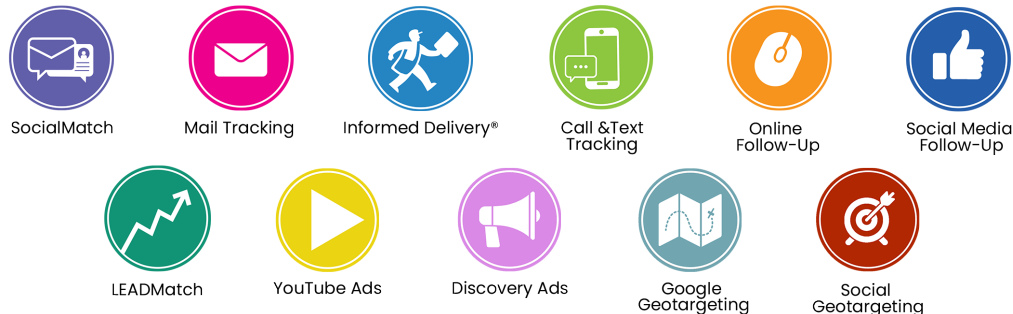 SocialMatch
Mail Tracking
Informed Delivery®
Call &Text
Tracking
Online
Follow-Up
Social Media
Follow-Up
LEADMatch
YouTube Ads
Discovery Ads
Google
Geotargeting
Social
Geotargeting